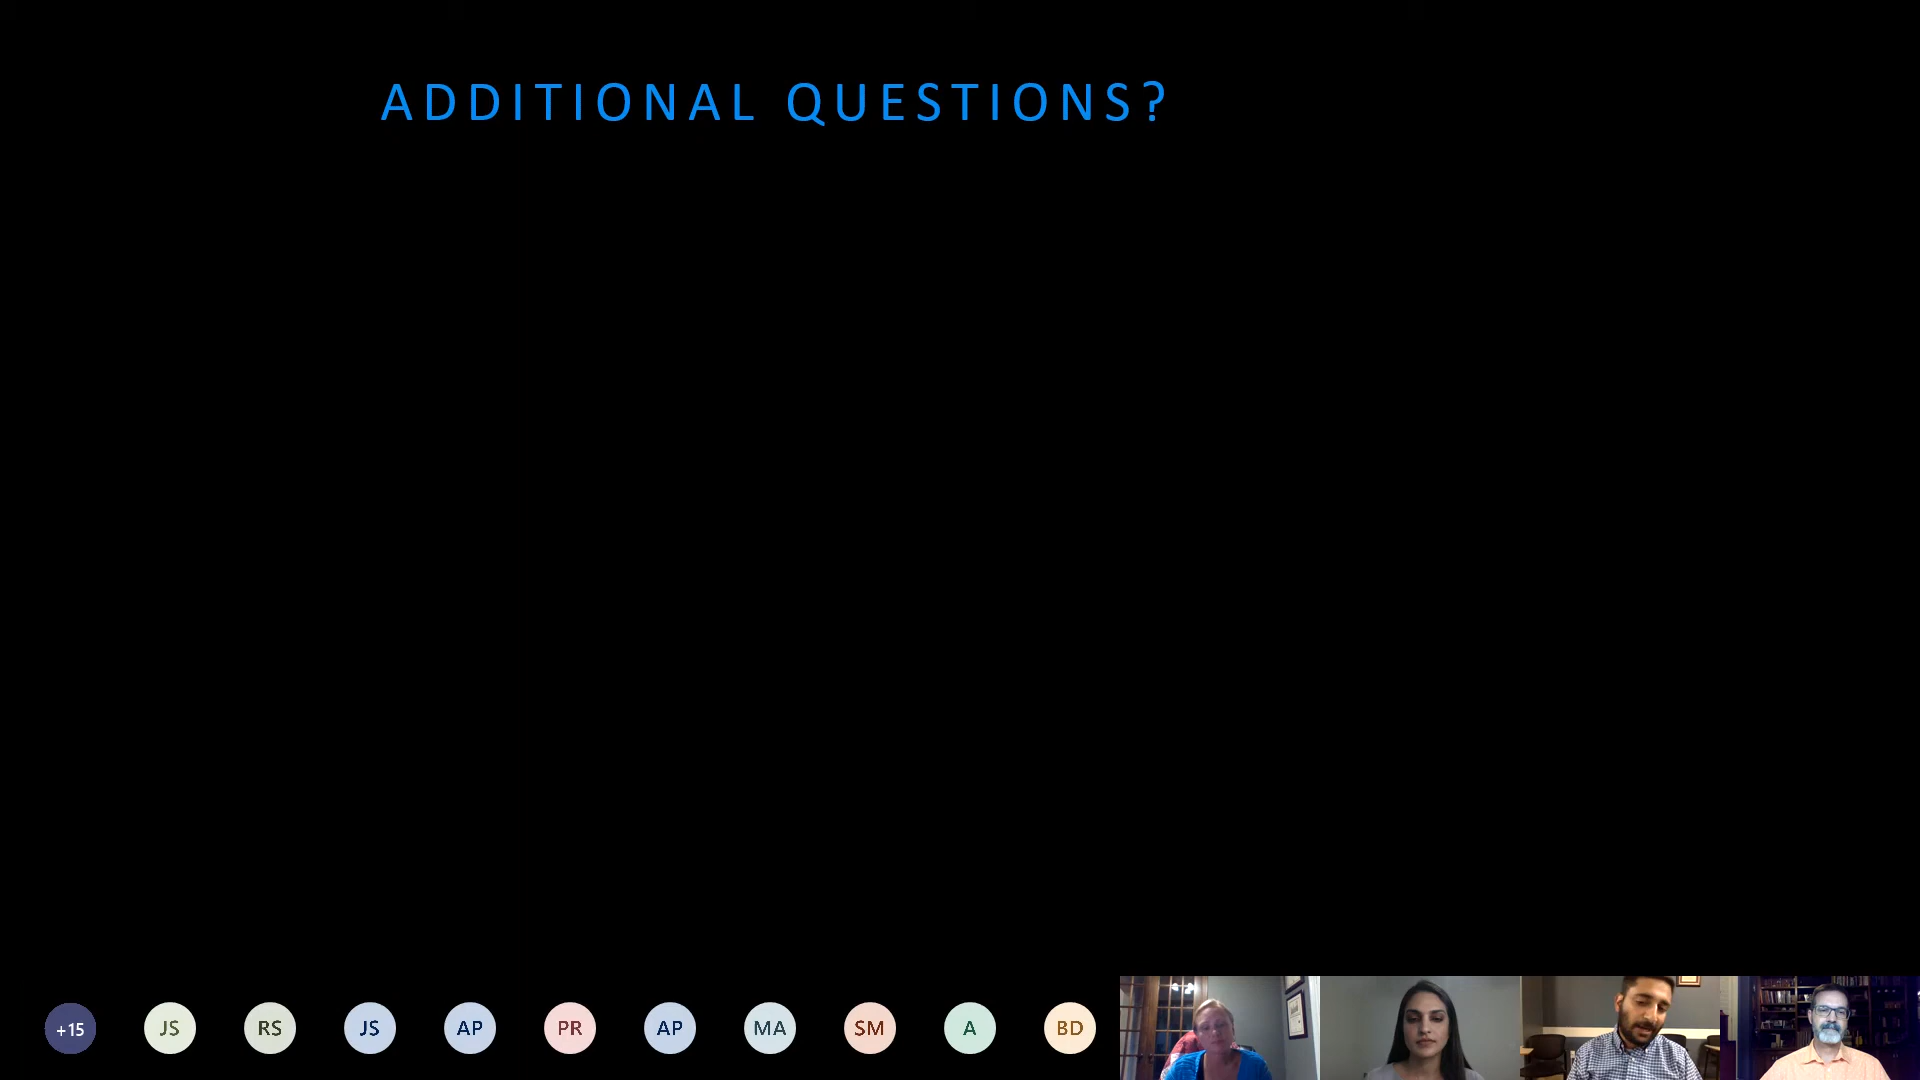 ADDITIONAL QUESTIONS?
+15 JS RS JS AP PR AP MA SM A BD